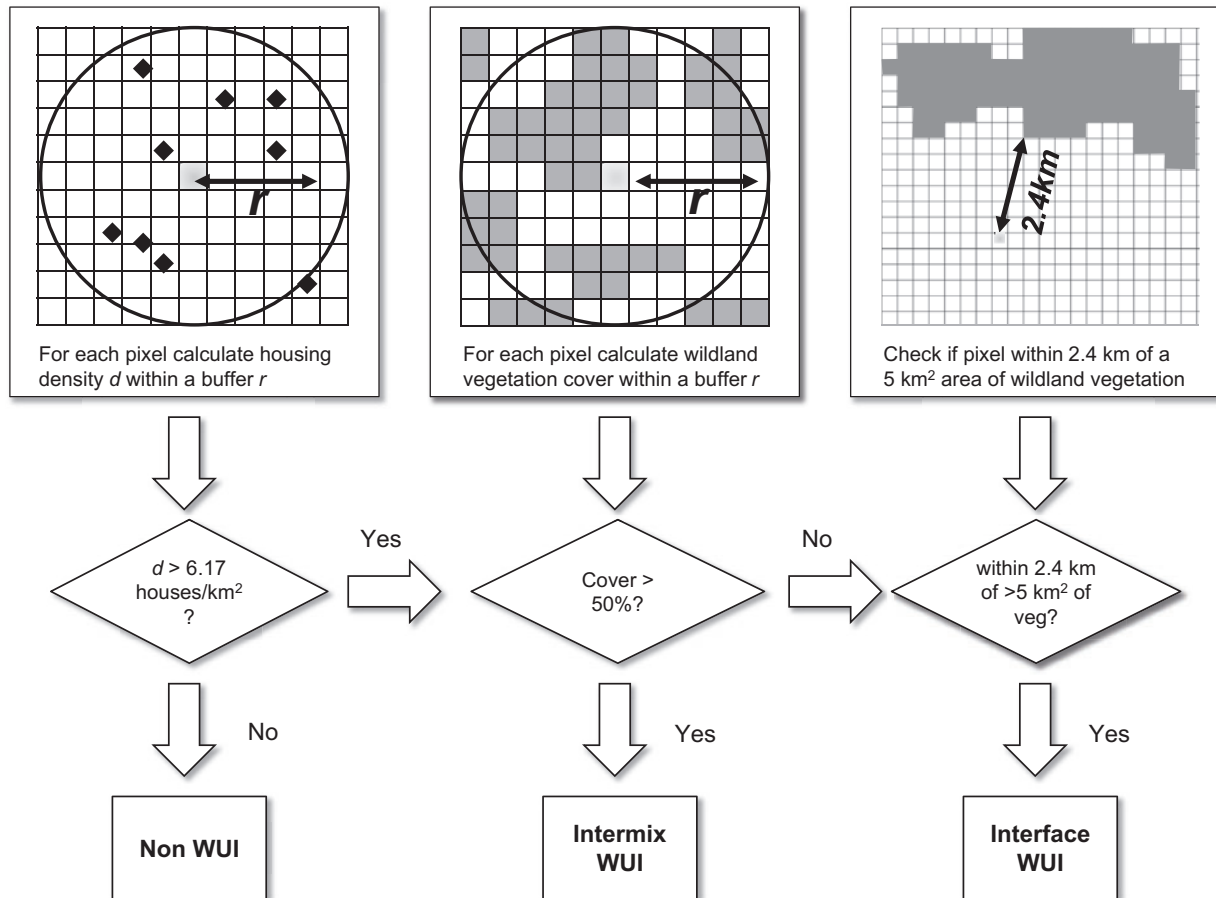 r
For each pixel calculate housing
density d within a buffer r
r
For each pixel calculate wildland
vegetation cover within a buffer r
2.4km
Check if pixel within 2.4 km of a
5 km² area of wildland vegetation
d > 6.17
houses/km²
?
Yes
Cover >
50%?
No
within 2.4 km
of >5 km² of
veg?
No
Yes
Yes
Non WUI
Intermix
WUI
Interface
WUI